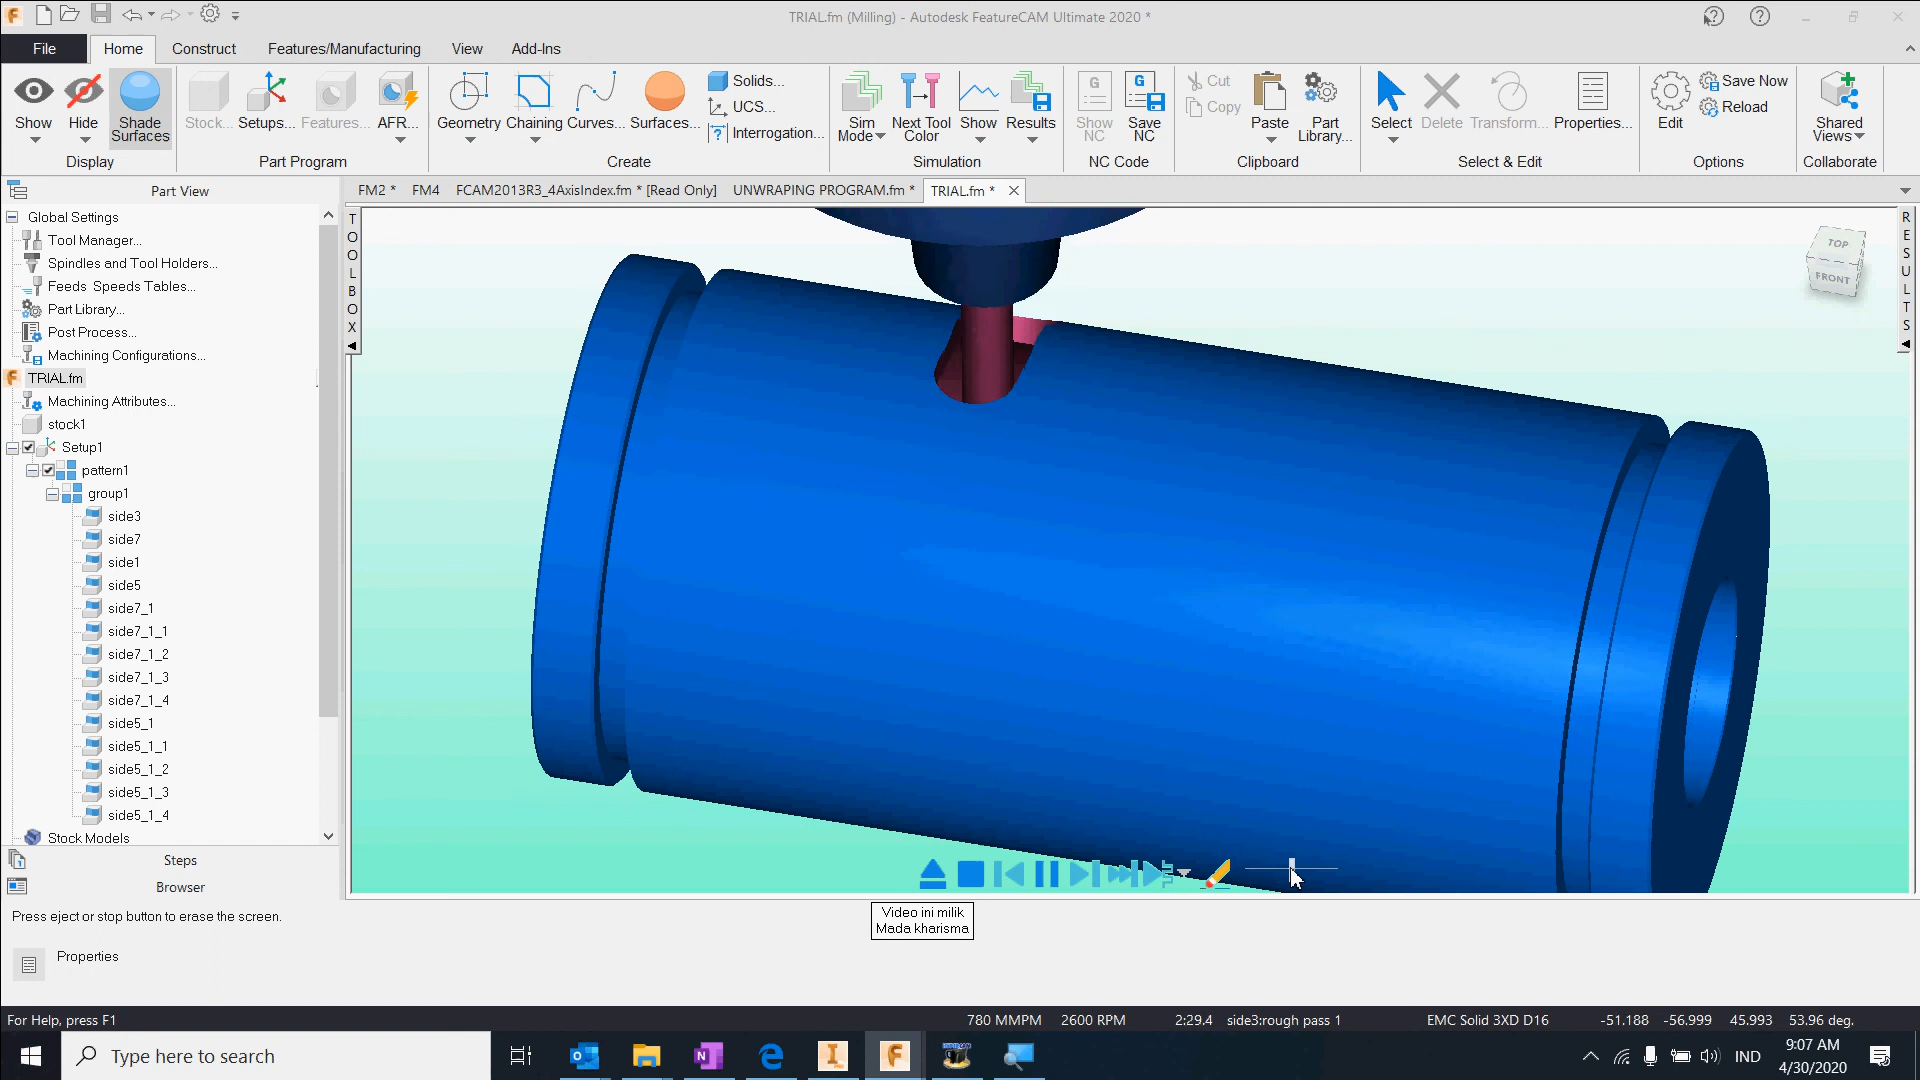 TRIAL.fm (Milling) - Autodesk FeatureCAM Ultimate 2020 *
File Home Construct Features/Manufacturing View Add-Ins
Show Hide Shade Surfaces
Display
Stock... Setups... Features... AFR...
Part Program
Geometry Chaining Curves... Surfaces...
Solids...
UCS...
Interrogation...
Create
Sim Mode Next Tool Color Show Results
Simulation
Show NC Save NC
NC Code
Cut
Copy
Paste Part Library...
Clipboard
Select Delete Transform... Properties...
Select & Edit
Edit
Save Now
Reload
Options
Shared Views
Collaborate
Part View
FM2 * FM4 FCAM2013R3_4AxisIndex.fm * [Read Only] UNWRAPING PROGRAM.fm * TRIAL.fm *
Global Settings
Tool Manager...
Spindles and Tool Holders...
Feeds Speeds Tables...
Part Library...
Post Process...
Machining Configurations...
TRIAL.fm
Machining Attributes...
stock1
Setup1
pattern1
group1
side3
side7
side1
side5
side7_1
side7_1_1
side7_1_2
side7_1_3
side7_1_4
side5_1
side5_1_1
side5_1_2
side5_1_3
side5_1_4
Stock Models
Steps
Browser
TOOLBOX
TOP
FRONT
RESULTS
Press eject or stop button to erase the screen.
Video ini milik
Mada kharisma
Properties
For Help, press F1
780 MMPM 2600 RPM 2:29.4 side3:rough pass 1 EMC Solid 3XD D16 -51.188 -56.999 45.993 53.96 deg.
Type here to search
IND
9:07 AM
4/30/2020